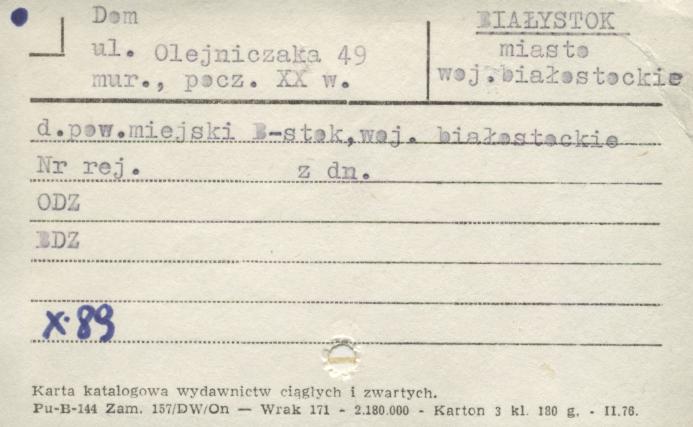 Dom
ul. Olejniczaka 49
mur., pocz. XX w.
BIAŁYSTOK
miasto
woj.białostockie
d.pow.miejski B-stok,woj. białostockie
Nr rej. z dn.
ODZ
BDZ
X.89
Karta katalogowa wydawnictw ciągłych i zwartych.
Pu-B-144 Zam. 157/DW/On — Wrak 171 - 2.180.000 - Karton 3 kl. 180 g. - II.76.